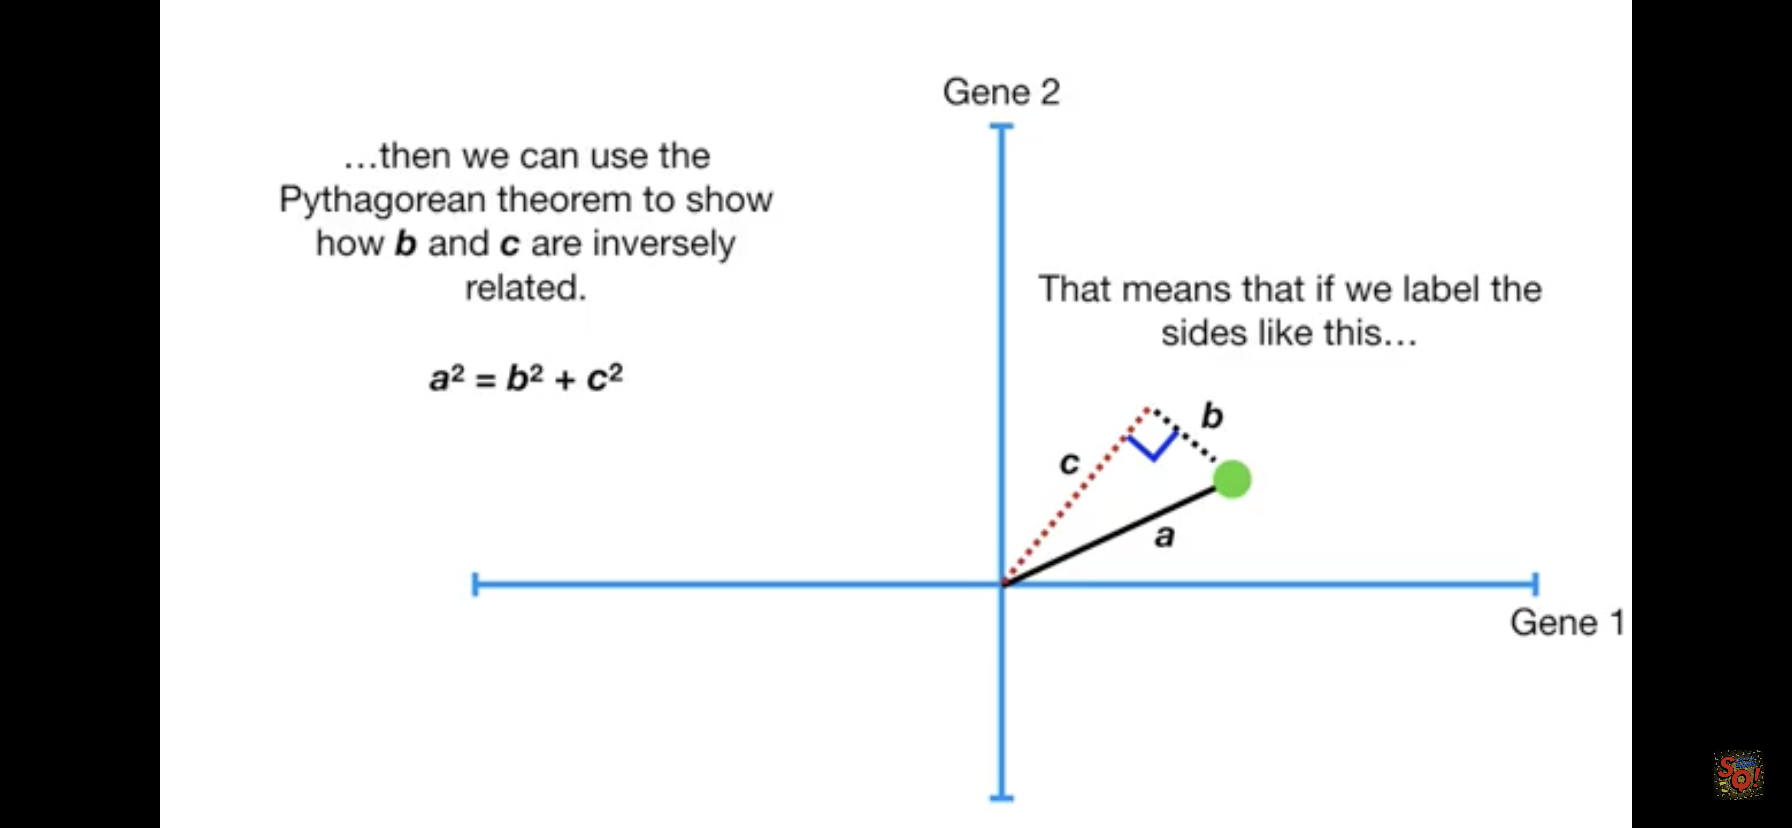 Gene 2
…then we can use the
Pythagorean theorem to show
how b and c are inversely
related.
a² = b² + c²
That means that if we label the
sides like this…
b
c
a
Gene 1
SQ!